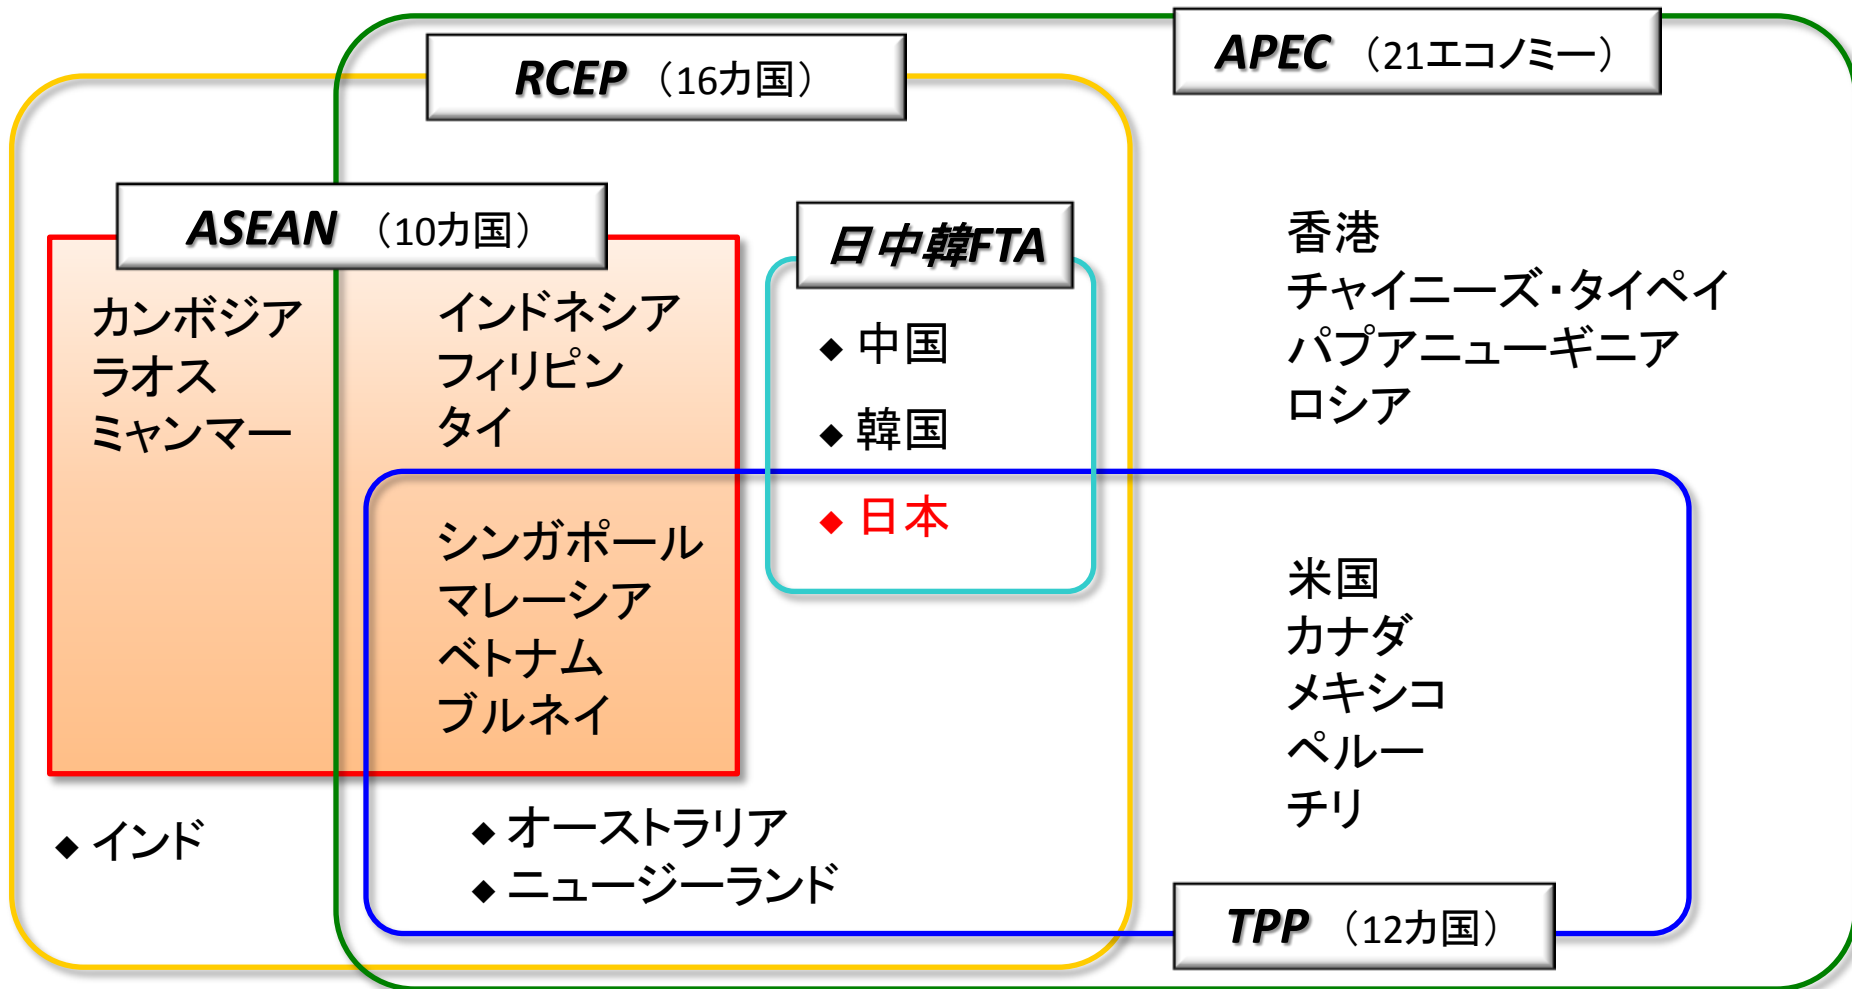 APEC （21エコノミー）
RCEP （16カ国）
ASEAN （10カ国）
日中韓FTA
カンボジア
ラオス
ミャンマー
インドネシア
フィリピン
タイ
◆ 中国
◆ 韓国
◆ 日本
香港
チャイニーズ・タイペイ
パプアニューギニア
ロシア
シンガポール
マレーシア
ベトナム
ブルネイ
米国
カナダ
メキシコ
ペルー
チリ
◆ インド
◆ オーストラリア
◆ ニュージーランド
TPP （12カ国）